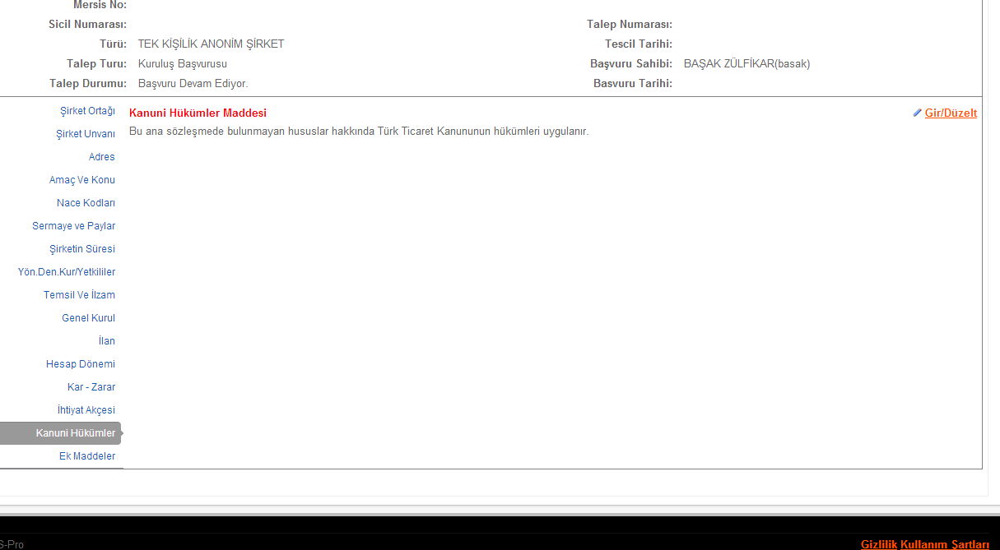 Mersis No:
Sicil Numarası:
Talep Numarası:
Türü: TEK KİŞİLİK ANONİM ŞİRKET
Tescil Tarihi:
Talep Turu: Kuruluş Başvurusu
Başvuru Sahibi: BAŞAK ZÜLFİKAR(basak)
Talep Durumu: Başvuru Devam Ediyor.
Basvuru Tarihi:
Şirket Ortağı
Şirket Unvanı
Adres
Amaç Ve Konu
Nace Kodları
Sermaye ve Paylar
Şirketin Süresi
Yön.Den.Kur/Yetkililer
Temsil Ve İlzam
Genel Kurul
İlan
Hesap Dönemi
Kar - Zarar
İhtiyat Akçesi
Kanuni Hükümler
Ek Maddeler
Kanuni Hükümler Maddesi
Gir/Düzelt
Bu ana sözleşmede bulunmayan hususlar hakkında Türk Ticaret Kanununun hükümleri uygulanır.
S-Pro
Gizlilik Kullanım Şartları